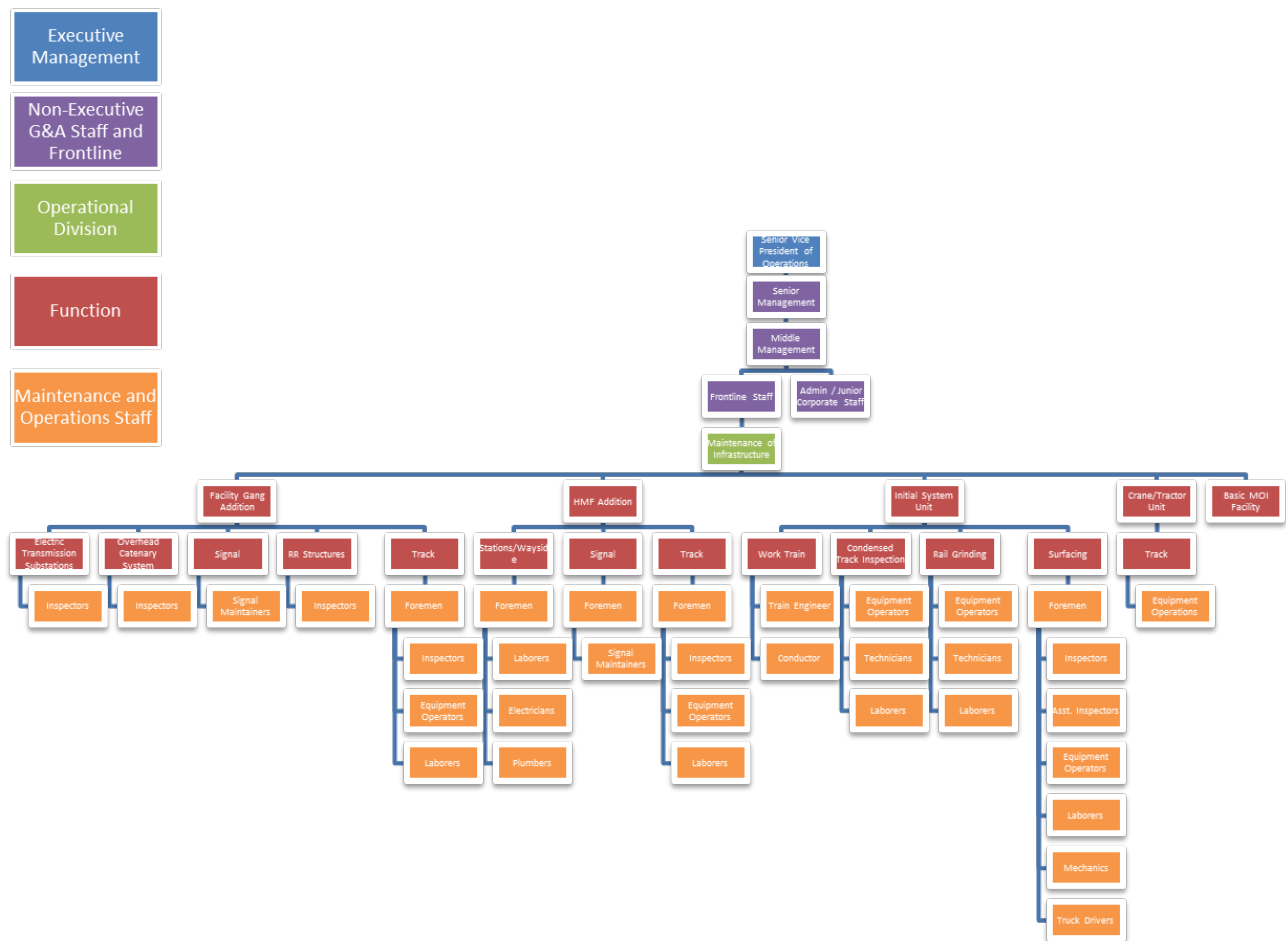 Executive
Management
Non-Executive
G&A Staff and
Frontline
Operational
Division
Function
Maintenance and
Operations Staff
Senior Vice
President of
Operations
Senior
Management
Middle
Management
Frontline Staff
Admin / Junior
Corporate Staff
Maintenance of
Infrastructure
Facility Gang
Addition
HMF Addition
Initial System
Unit
Crane/Tractor
Unit
Basic MOI
Facility
Electric
Transmission
Substations
Overhead
Catenary
System
Signal
RR Structures
Track
Stations/Waysid
e
Signal
Track
Work Train
Condensed
Track Inspection
Rail Grinding
Surfacing
Track
Inspectors
Inspectors
Signal
Maintainers
Inspectors
Foremen
Foremen
Foremen
Foremen
Train Engineer
Equipment
Operators
Equipment
Operators
Foremen
Equipment
Operations
Inspectors
Laborers
Signal
Maintainers
Inspectors
Conductor
Technicians
Technicians
Inspectors
Equipment
Operators
Electricians
Equipment
Operators
Laborers
Laborers
Asst. Inspectors
Laborers
Plumbers
Laborers
Equipment
Operators
Laborers
Mechanics
Truck Drivers